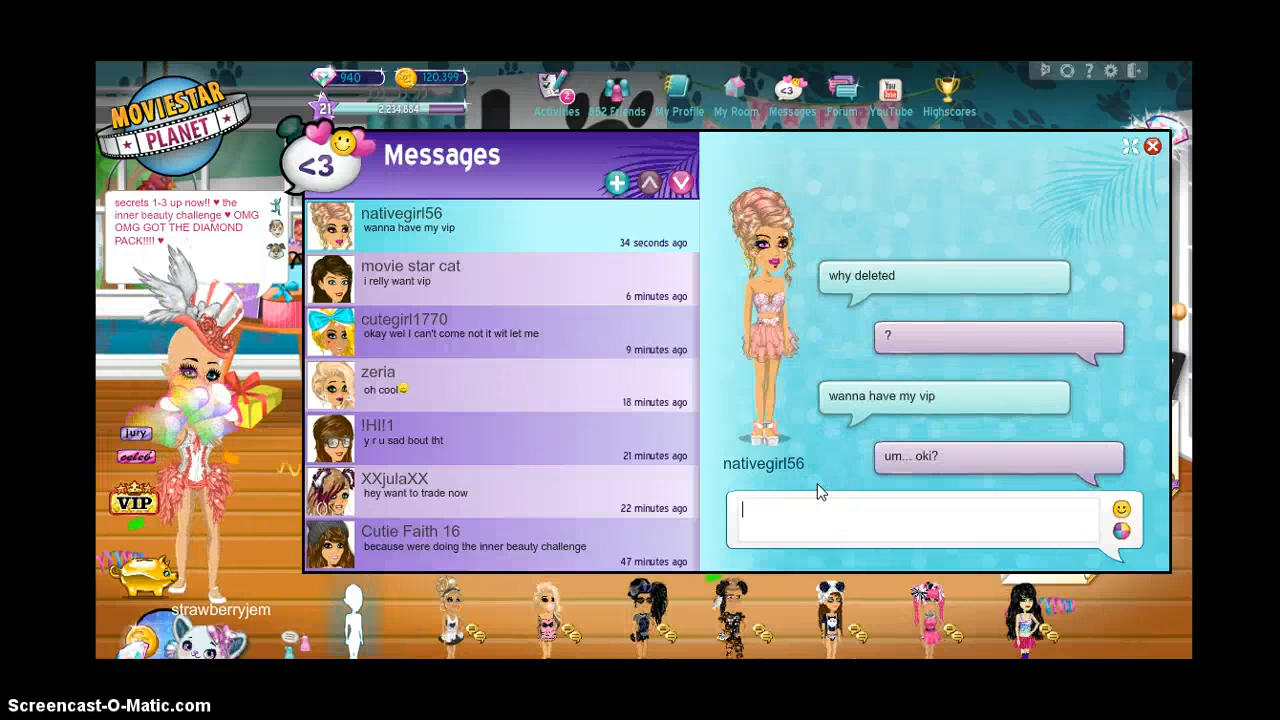 MOVIESTAR
PLANET
940
120,399
21
2,234,884
2
Activities
552 Friends
My Profile
My Room
<3
Messages
Forum
You
Tube
YouTube
Highscores
?
secrets 1-3 up now!! ♥ the
inner beauty challenge ♥ OMG
OMG GOT THE DIAMOND
PACK!!!! ♥
<3
Messages
nativegirl56
wanna have my vip
34 seconds ago
movie star cat
i relly want vip
6 minutes ago
cutegirl1770
okay wel I can't come not it wit let me
9 minutes ago
zeria
oh cool
18 minutes ago
!HI!1
y r u sad bout tht
21 minutes ago
XXjulaXX
hey want to trade now
22 minutes ago
Cutie Faith 16
because were doing the inner beauty challenge
47 minutes ago
why deleted
?
wanna have my vip
um... oki?
nativegirl56
jury
celeb
VIP
strawberryjem
Screencast-O-Matic.com